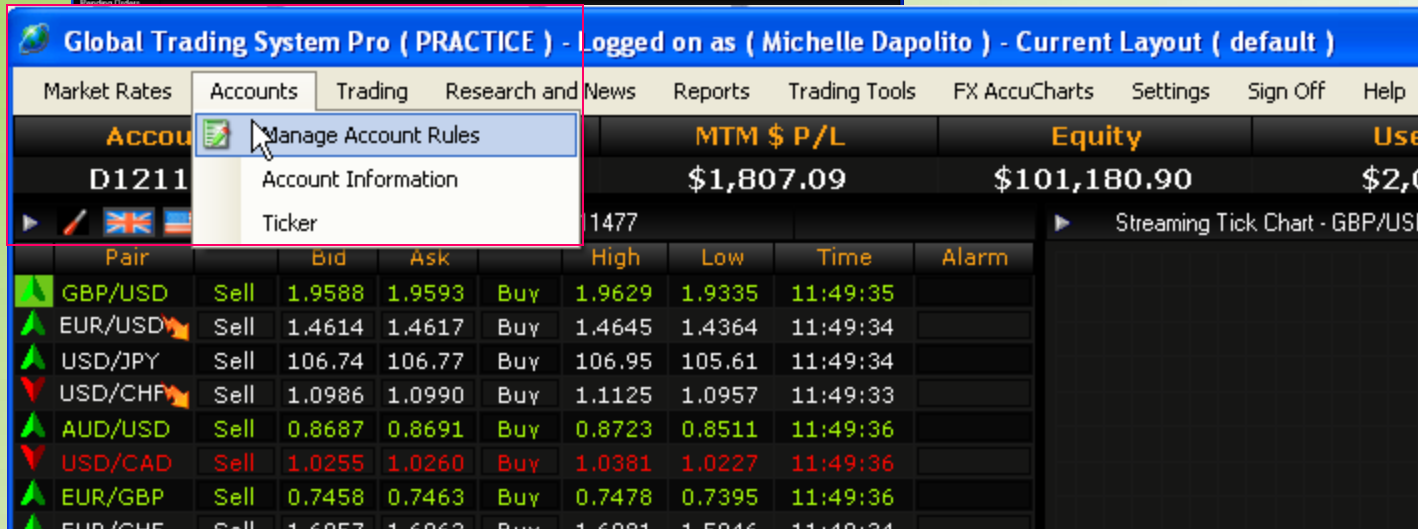 Pending Orders
Global Trading System Pro ( PRACTICE ) - Logged on as ( Michelle Dapolito ) - Current Layout ( default )
Market Rates Accounts Trading Research and News Reports Trading Tools FX AccuCharts Settings Sign Off Help
Manage Account Rules
Account Information
Ticker
MTM $ P/L Equity
D1211 $1,807.09 $101,180.90
11477 Streaming Tick Chart - GBP/US
Pair Bid Ask High Low Time Alarm
GBP/USD Sell 1.9588 1.9593 Buy 1.9629 1.9335 11:49:35
EUR/USD Sell 1.4614 1.4617 Buy 1.4645 1.4364 11:49:34
USD/JPY Sell 106.74 106.77 Buy 106.95 105.61 11:49:34
USD/CHF Sell 1.0986 1.0990 Buy 1.1125 1.0957 11:49:33
AUD/USD Sell 0.8687 0.8691 Buy 0.8723 0.8511 11:49:36
USD/CAD Sell 1.0255 1.0260 Buy 1.0381 1.0227 11:49:36
EUR/GBP Sell 0.7458 0.7463 Buy 0.7478 0.7395 11:49:36